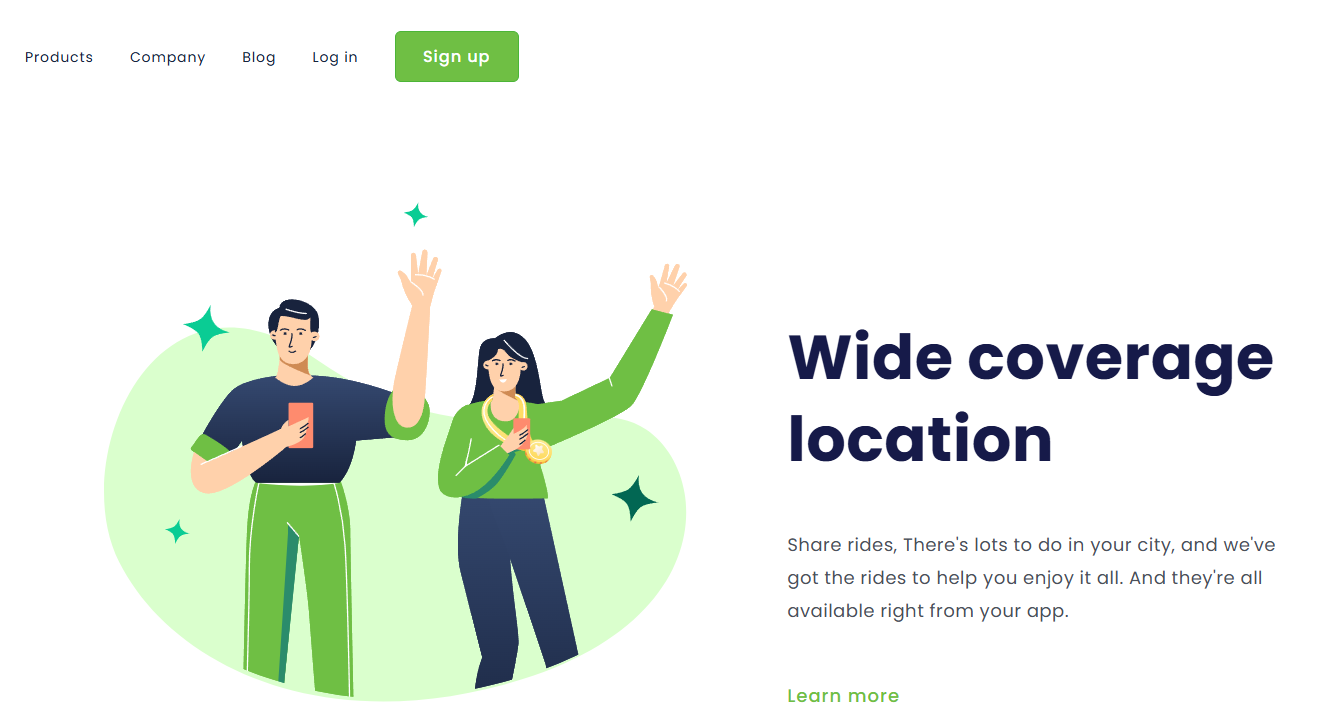 Products Company Blog Log in Sign up
Wide coverage
location
Share rides, There's lots to do in your city, and we've
got the rides to help you enjoy it all. And they're all
available right from your app.
Learn more